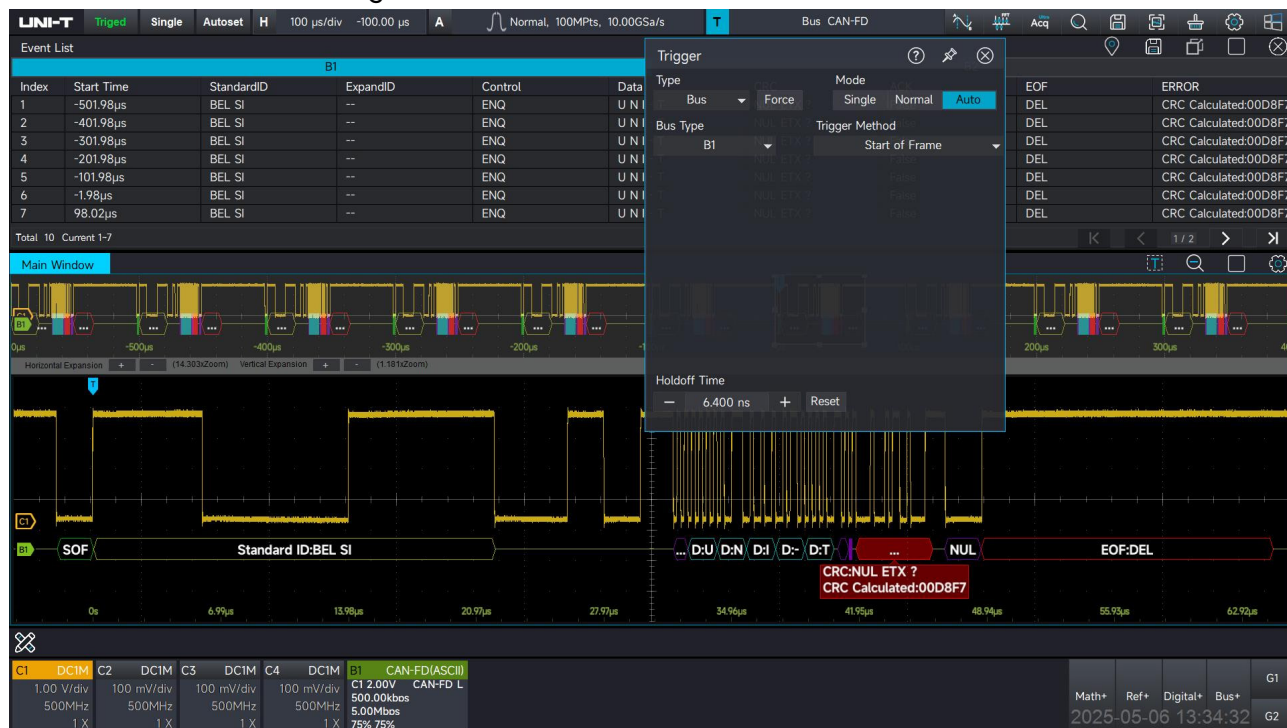 UNI-T Triged Single Autoset H 100 μs/div -100.00 μs A Normal, 100MPts, 10.00GSa/s T Bus CAN-FD Ultra Acq
Event List
B1
Index Start Time StandardID ExpandID Control Data EOF ERROR
1 -501.98μs BEL SI -- ENQ U N I DEL CRC Calculated:00D8F7
2 -401.98μs BEL SI -- ENQ U N I DEL CRC Calculated:00D8F7
3 -301.98μs BEL SI -- ENQ U N I DEL CRC Calculated:00D8F7
4 -201.98μs BEL SI -- ENQ U N I DEL CRC Calculated:00D8F7
5 -101.98μs BEL SI -- ENQ U N I DEL CRC Calculated:00D8F7
6 -1.98μs BEL SI -- ENQ U N I DEL CRC Calculated:00D8F7
7 98.02μs BEL SI -- ENQ U N I DEL CRC Calculated:00D8F7
Total 10 Current 1-7 1 / 2
Trigger
Type Mode
Bus Force Single Normal Auto
Bus Type Trigger Method
B1 Start of Frame
Holdoff Time
− 6.400 ns + Reset
Main Window
T
B1 ... ... ... ... ... ... ... ... ... ... ... ... ...
0μs -500μs -400μs -300μs -200μs 200μs 300μs
Horizontal Expansion + - (14.303xZoom) Vertical Expansion + - (1.181xZoom)
T
C1
B1 SOF Standard ID:BEL SI ... D:U D:N D:I D:- D:T ... NUL EOF:DEL
CRC:NUL ETX ?
CRC Calculated:00D8F7
0s 6.99μs 13.98μs 20.97μs 27.97μs 34.96μs 41.95μs 48.94μs 55.93μs 62.92μs
C1 DC1M C2 DC1M C3 DC1M C4 DC1M B1 CAN-FD(ASCII)
1.00 V/div 100 mV/div 100 mV/div 100 mV/div C1 2.00V CAN-FD L
500MHz 500MHz 500MHz 500MHz 500.00kbps
5.00Mbps
1 X 1 X 1 X 1 X 75% 75%
Math+ Ref+ Digital+ Bus+ G1
2025-05-06 13:34:32 G2